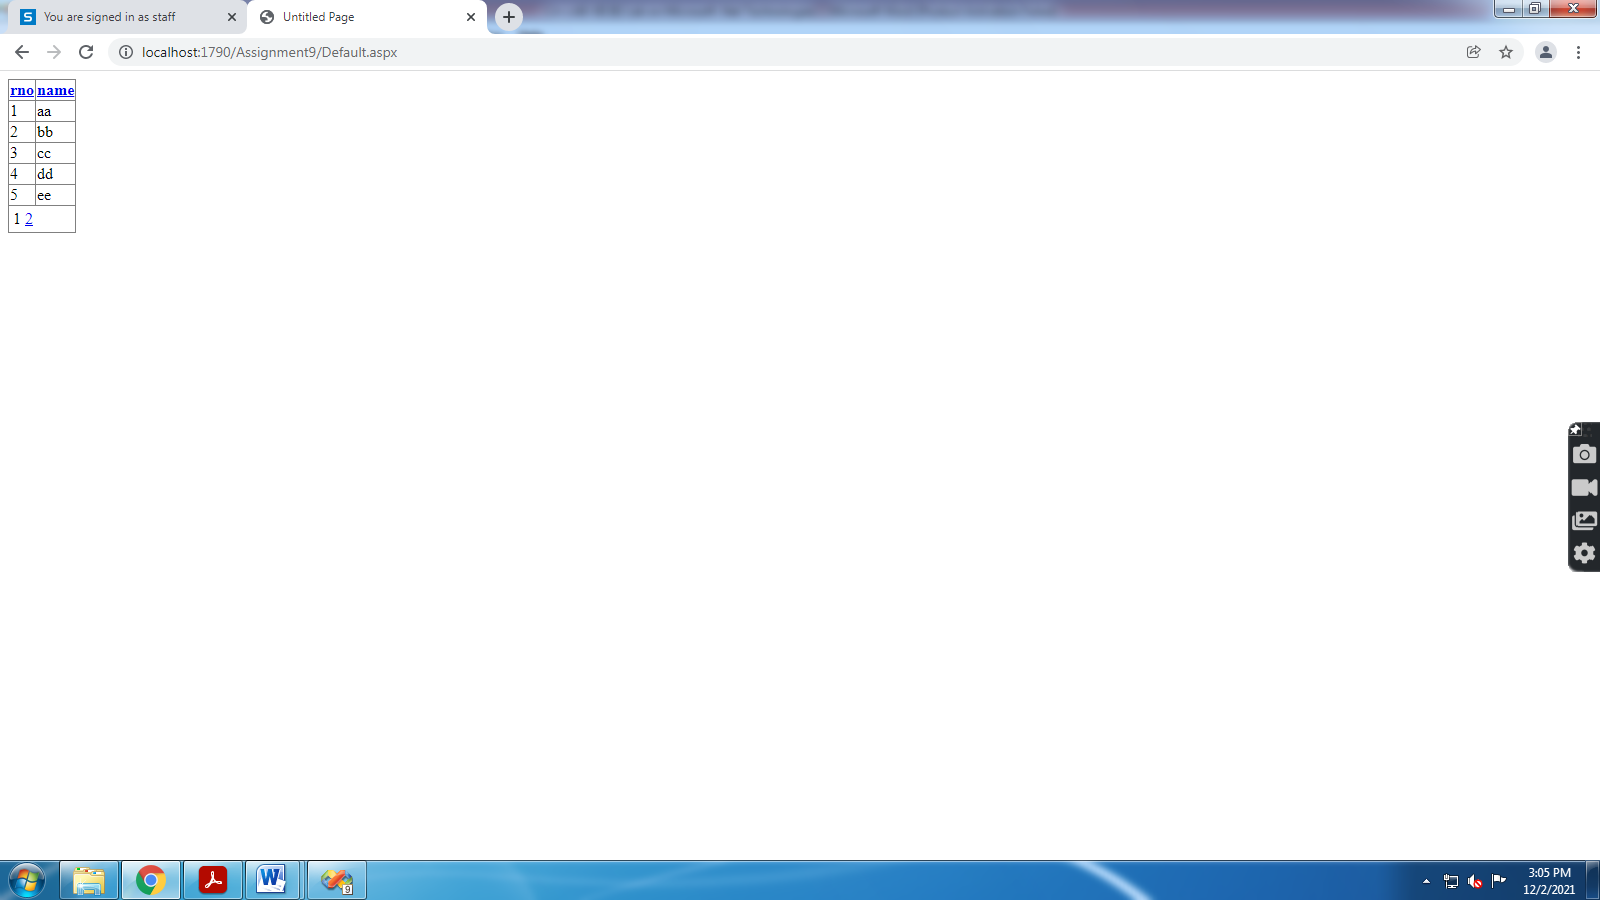 You are signed in as staff
Untitled Page
localhost:1790/Assignment9/Default.aspx
rno name
1 aa
2 bb
3 cc
4 dd
5 ee
1 2
9
3:05 PM
12/2/2021